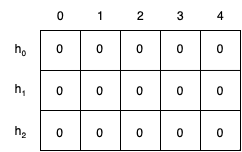 0 1 2 3 4
h₀ 0 0 0 0 0
h₁ 0 0 0 0 0
h₂ 0 0 0 0 0